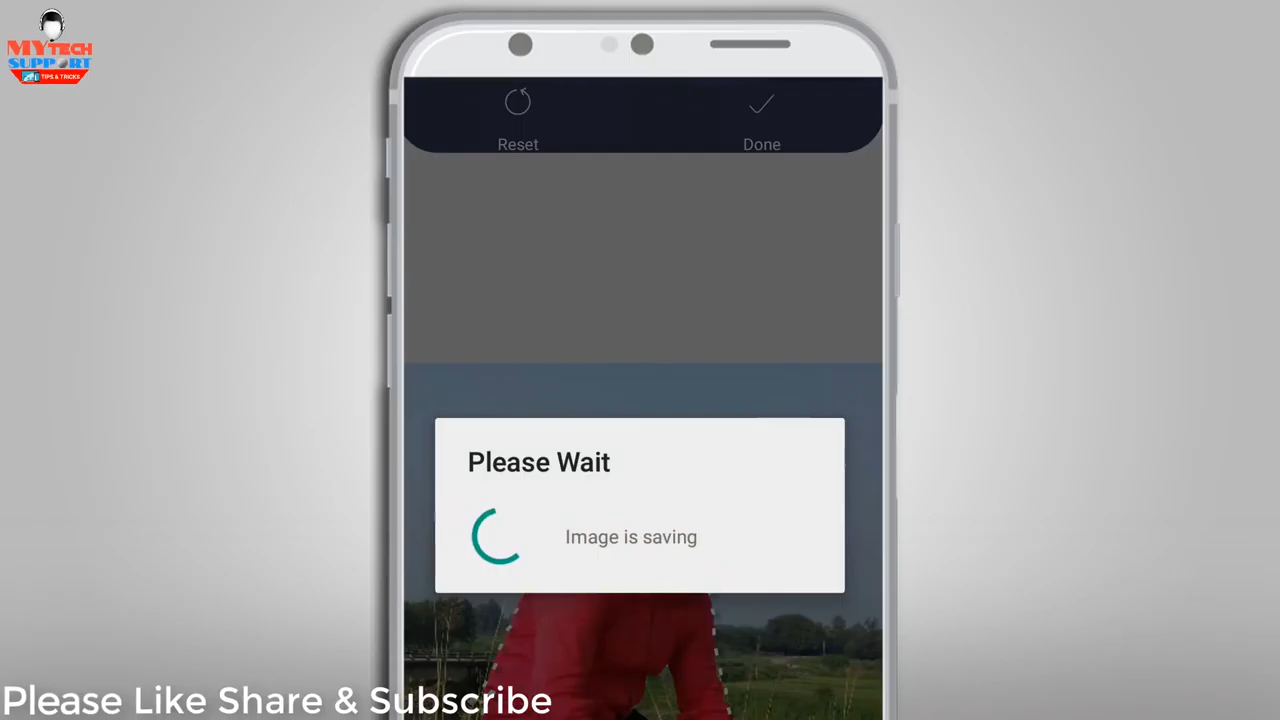 MYTECH
SUPPORT
TIPS & TRICKS
Reset
Done
Please Wait
Image is saving
Please Like Share & Subscribe